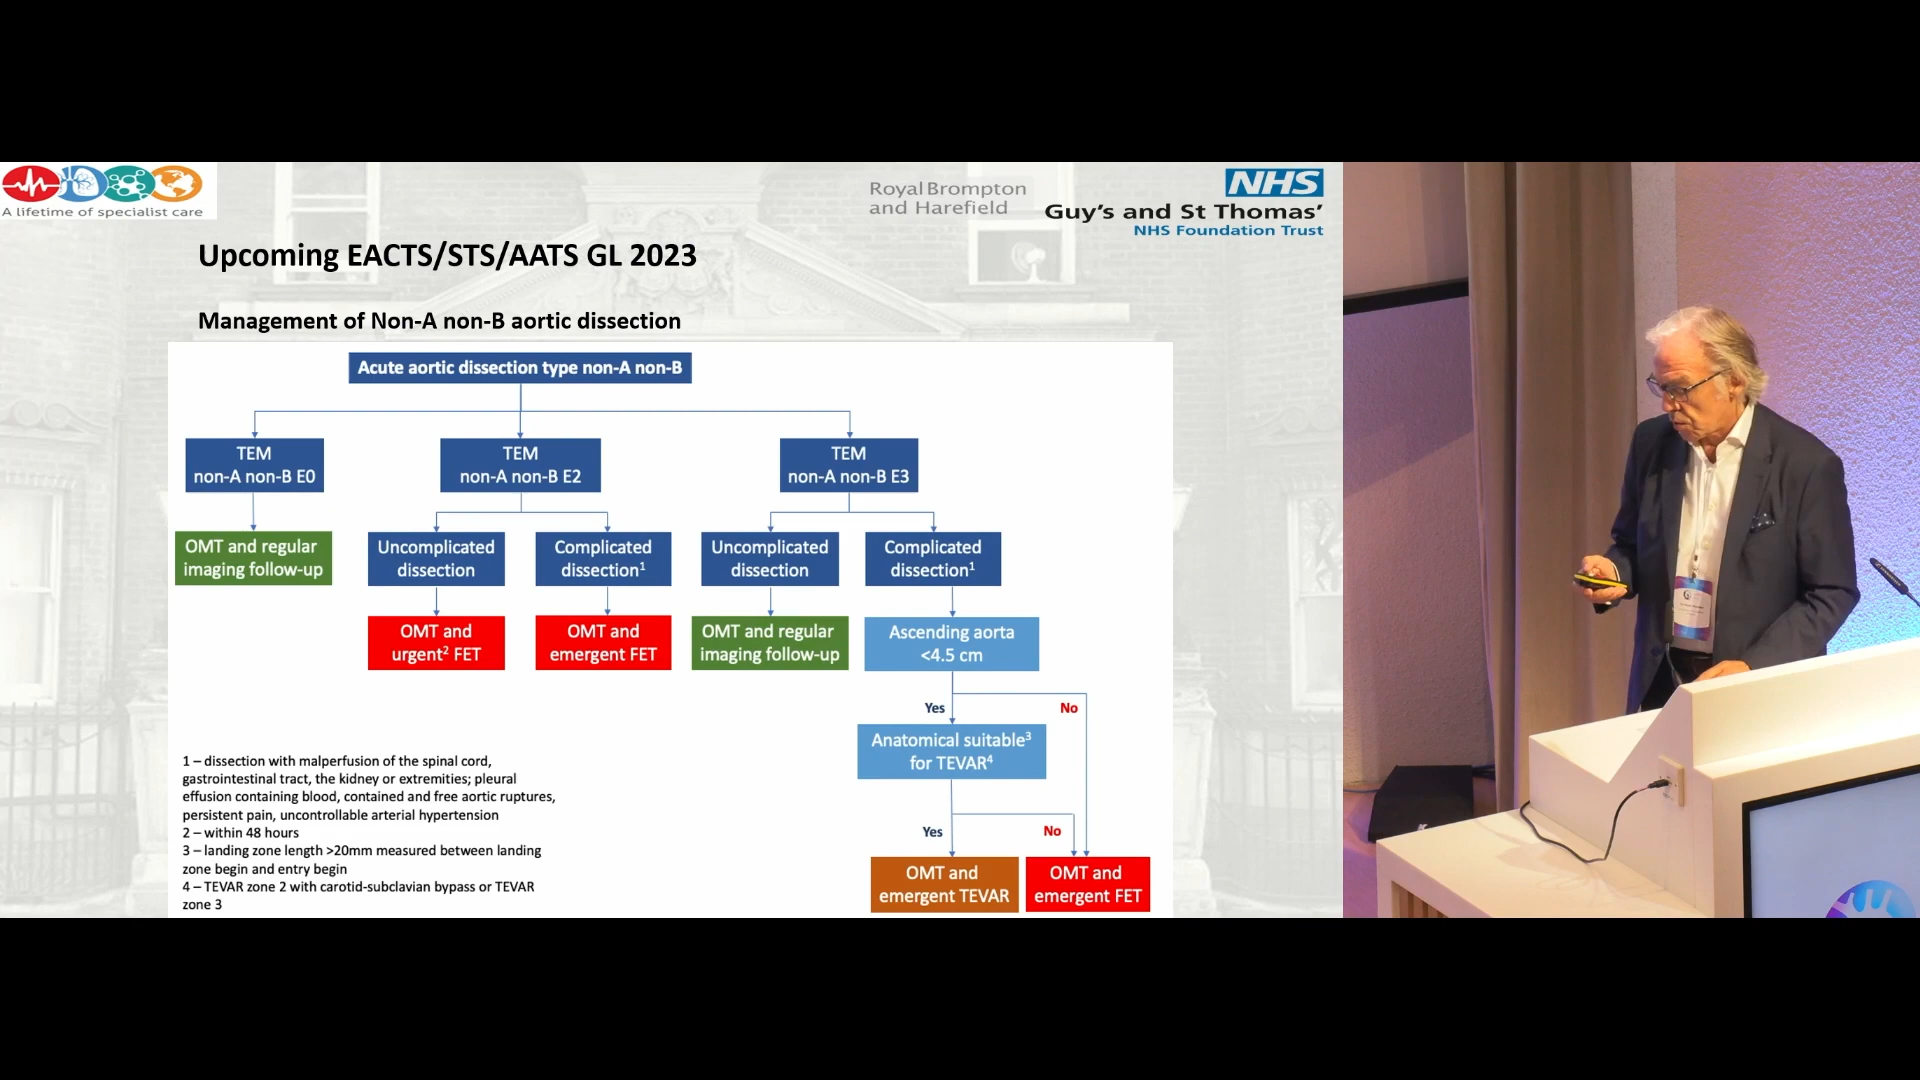 A lifetime of specialist care
Royal Brompton
and Harefield
NHS
Guy's and St Thomas'
NHS Foundation Trust
Upcoming EACTS/STS/AATS GL 2023
Management of Non-A non-B aortic dissection
Acute aortic dissection type non-A non-B
TEM
non-A non-B E0
TEM
non-A non-B E2
TEM
non-A non-B E3
OMT and regular
imaging follow-up
Uncomplicated
dissection
Complicated
dissection¹
Uncomplicated
dissection
Complicated
dissection¹
OMT and
urgent² FET
OMT and
emergent FET
OMT and regular
imaging follow-up
Ascending aorta
<4.5 cm
Yes
No
Anatomical suitable³
for TEVAR⁴
Yes
No
OMT and
emergent TEVAR
OMT and
emergent FET
1 – dissection with malperfusion of the spinal cord,
gastrointestinal tract, the kidney or extremities; pleural
effusion containing blood, contained and free aortic ruptures,
persistent pain, uncontrollable arterial hypertension
2 – within 48 hours
3 – landing zone length >20mm measured between landing
zone begin and entry begin
4 – TEVAR zone 2 with carotid-subclavian bypass or TEVAR
zone 3